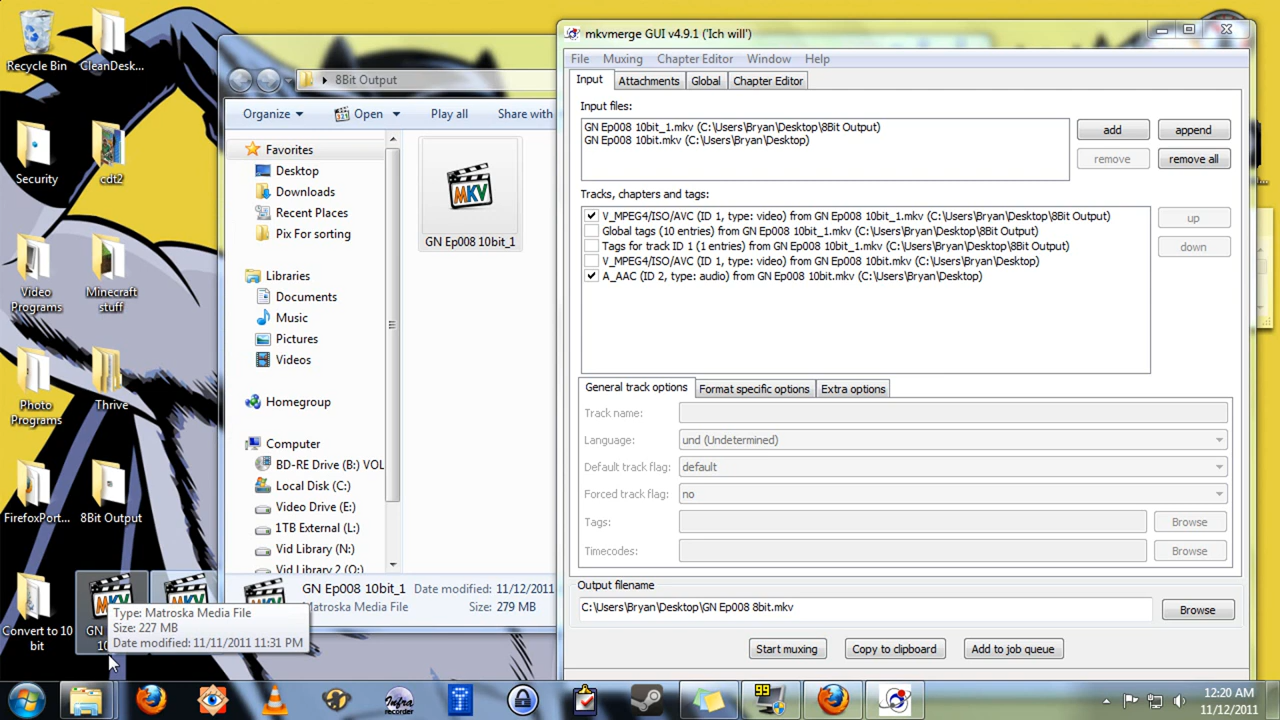 Recycle Bin
CleanDesk...
Security
cdt2
Video Programs
Minecraft stuff
Photo Programs
Thrive
FirefoxPort...
8Bit Output
Convert to 10 bit
GN
10
Type: Matroska Media File
Size: 227 MB
Date modified: 11/11/2011 11:31 PM
8Bit Output
Organize
Open
Play all
Share with
Favorites
Desktop
Downloads
Recent Places
Pix For sorting
Libraries
Documents
Music
Pictures
Videos
Homegroup
Computer
BD-RE Drive (B:) VOL
Local Disk (C:)
Video Drive (E:)
1TB External (L:)
Vid Library (N:)
Vid Library 2 (O:)
MKV
GN Ep008 10bit_1
GN Ep008 10bit_1 Date modified: 11/12/2011
Matroska Media File Size: 279 MB
mkvmerge GUI v4.9.1 ('Ich will')
File Muxing Chapter Editor Window Help
Input Attachments Global Chapter Editor
Input files:
GN Ep008 10bit_1.mkv (C:\Users\Bryan\Desktop\8Bit Output)
GN Ep008 10bit.mkv (C:\Users\Bryan\Desktop)
add append
remove remove all
Tracks, chapters and tags:
V_MPEG4/ISO/AVC (ID 1, type: video) from GN Ep008 10bit_1.mkv (C:\Users\Bryan\Desktop\8Bit Output)
Global tags (10 entries) from GN Ep008 10bit_1.mkv (C:\Users\Bryan\Desktop\8Bit Output)
Tags for track ID 1 (1 entries) from GN Ep008 10bit_1.mkv (C:\Users\Bryan\Desktop\8Bit Output)
V_MPEG4/ISO/AVC (ID 1, type: video) from GN Ep008 10bit.mkv (C:\Users\Bryan\Desktop)
A_AAC (ID 2, type: audio) from GN Ep008 10bit.mkv (C:\Users\Bryan\Desktop)
up
down
General track options Format specific options Extra options
Track name:
Language: und (Undetermined)
Default track flag: default
Forced track flag: no
Tags: Browse
Timecodes: Browse
Output filename
C:\Users\Bryan\Desktop\GN Ep008 8bit.mkv Browse
Start muxing Copy to clipboard Add to job queue
Infra recorder
99
12:20 AM
11/12/2011